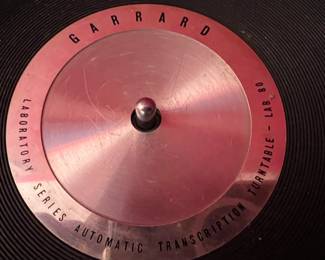 GARRARD
LABORATORY SERIES AUTOMATIC TRANSCRIPTION TURNTABLE - LAB 80